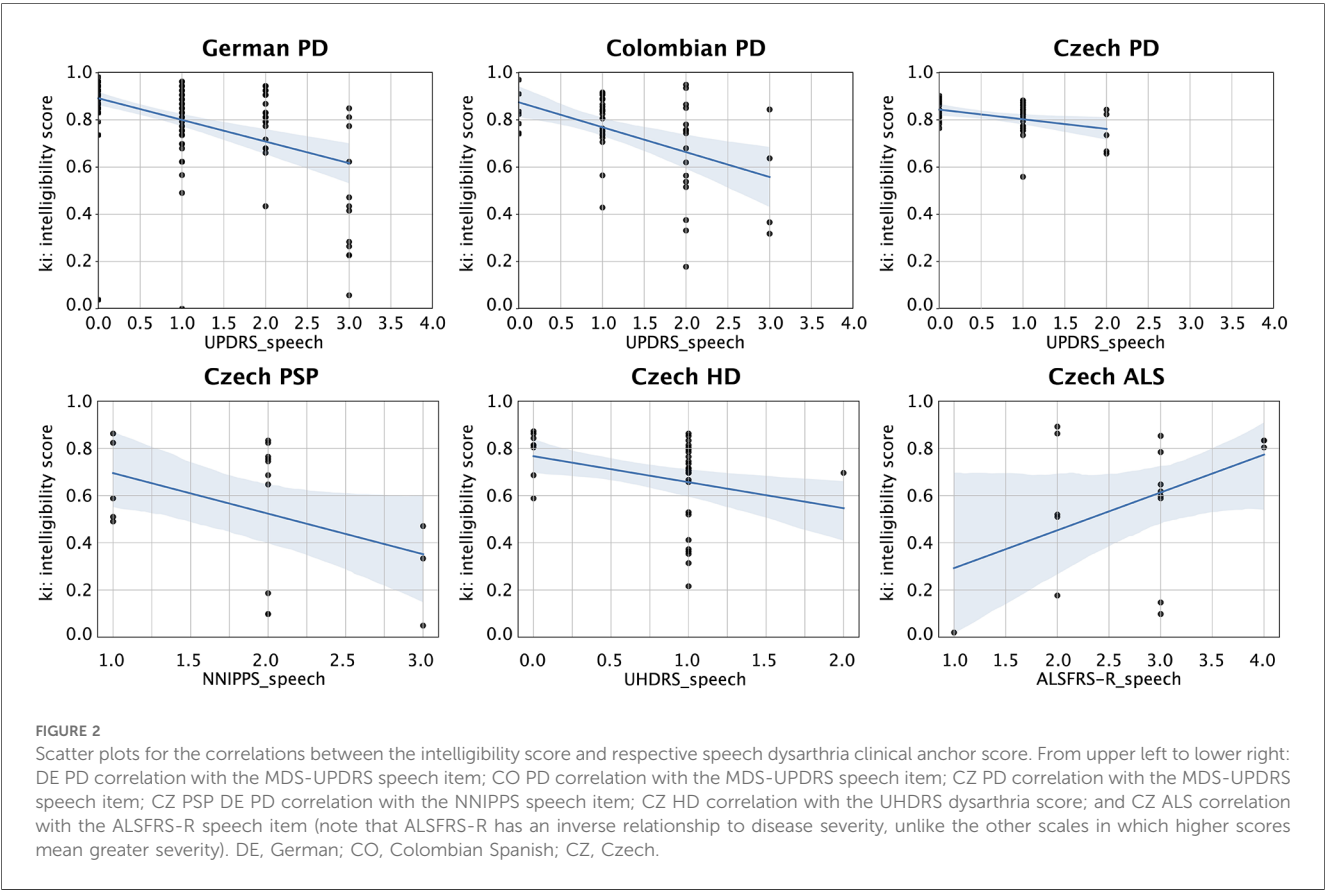 German PD
Colombian PD
Czech PD
ki: intelligibility score
1.0
0.8
0.6
0.4
0.2
0.0
0.0 0.5 1.0 1.5 2.0 2.5 3.0 3.5 4.0
UPDRS_speech
ki: intelligibility score
1.0
0.8
0.6
0.4
0.2
0.0
0.0 0.5 1.0 1.5 2.0 2.5 3.0 3.5 4.0
UPDRS_speech
ki: intelligibility score
1.0
0.8
0.6
0.4
0.2
0.0
0.0 0.5 1.0 1.5 2.0 2.5 3.0 3.5 4.0
UPDRS_speech
Czech PSP
Czech HD
Czech ALS
ki: intelligibility score
1.0
0.8
0.6
0.4
0.2
0.0
1.0 1.5 2.0 2.5 3.0
NNIPPS_speech
ki: intelligibility score
1.0
0.8
0.6
0.4
0.2
0.0
0.0 0.5 1.0 1.5 2.0
UHDRS_speech
ki: intelligibility score
1.0
0.8
0.6
0.4
0.2
0.0
1.0 1.5 2.0 2.5 3.0 3.5 4.0
ALSFRS-R_speech
FIGURE 2
Scatter plots for the correlations between the intelligibility score and respective speech dysarthria clinical anchor score. From upper left to lower right:
DE PD correlation with the MDS-UPDRS speech item; CO PD correlation with the MDS-UPDRS speech item; CZ PD correlation with the MDS-UPDRS
speech item; CZ PSP DE PD correlation with the NNIPPS speech item; CZ HD correlation with the UHDRS dysarthria score; and CZ ALS correlation
with the ALSFRS-R speech item (note that ALSFRS-R has an inverse relationship to disease severity, unlike the other scales in which higher scores
mean greater severity). DE, German; CO, Colombian Spanish; CZ, Czech.